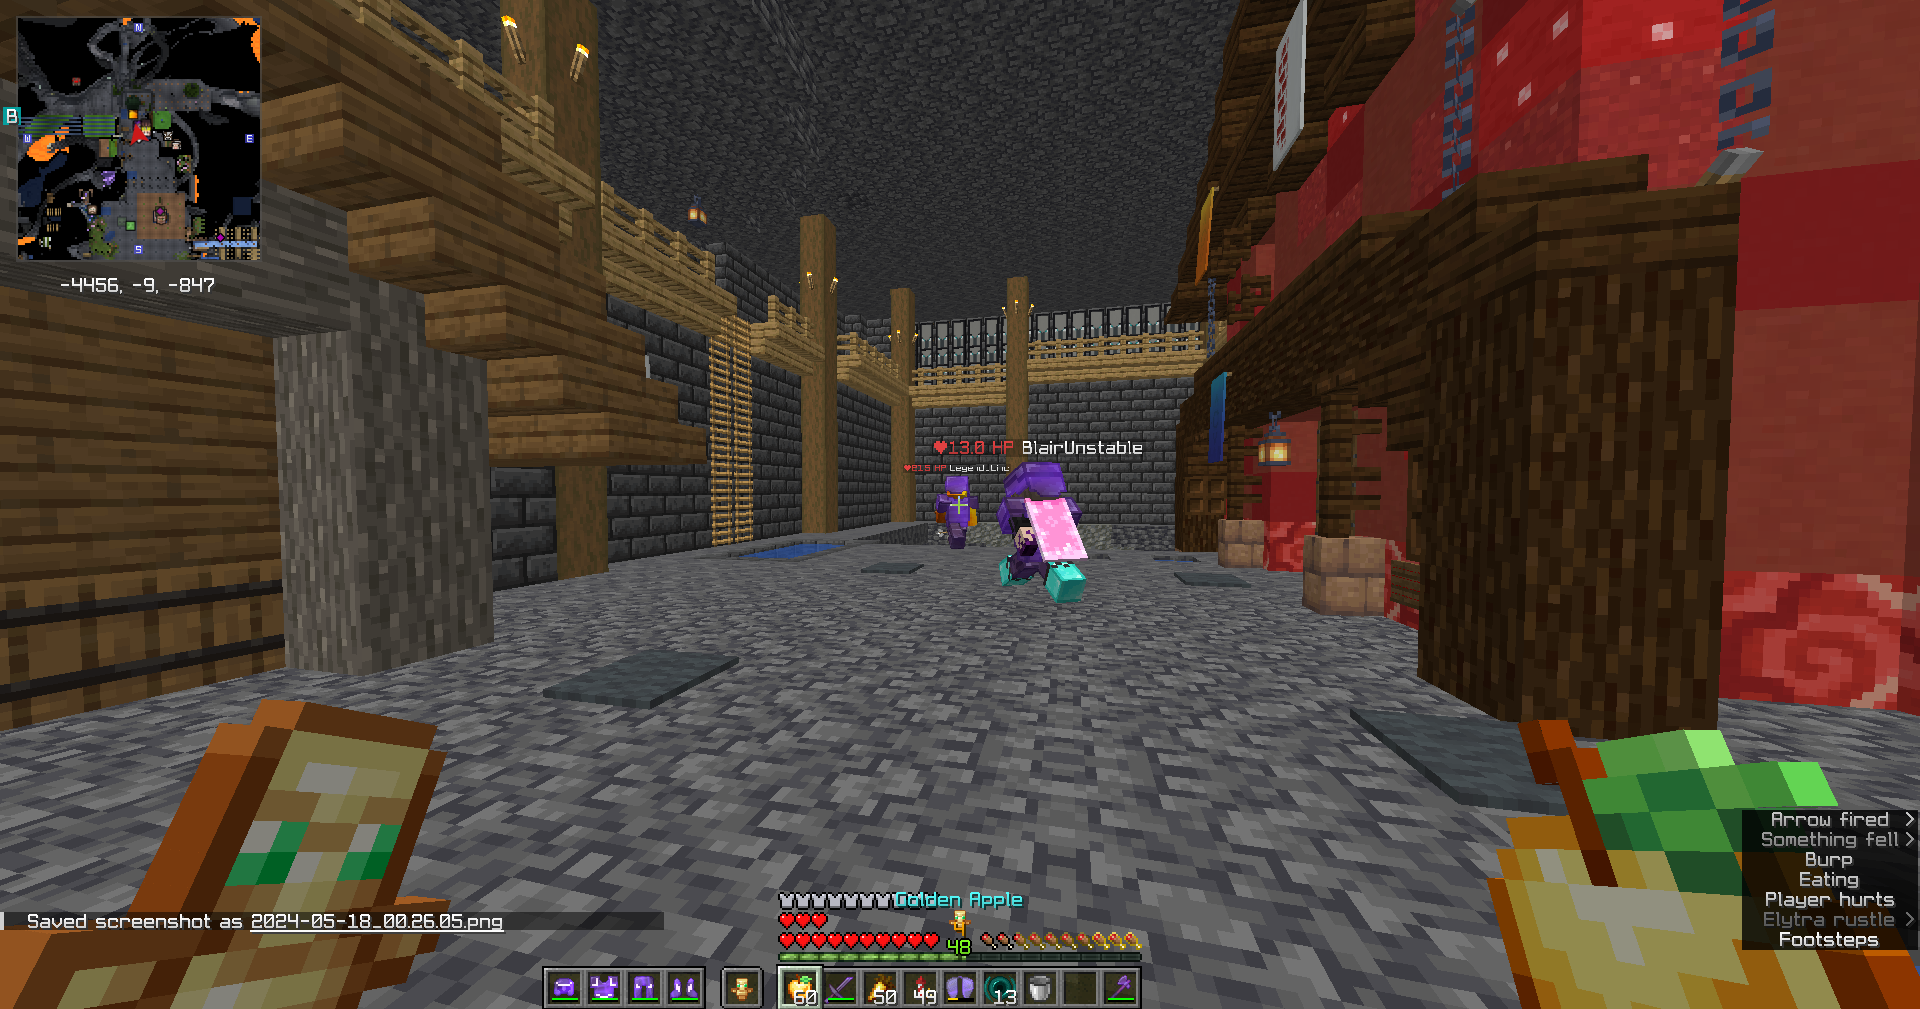 N
B
W
E
S
-4456, -9, -847
13.0 HP BlairUnstable
Arrow fired >
Something fell >
Burp
Eating
Player hurts
Elytra rustle >
Footsteps
Golden Apple
Saved screenshot as 2024-05-18_00.26.05.png
48
60
50
49
13